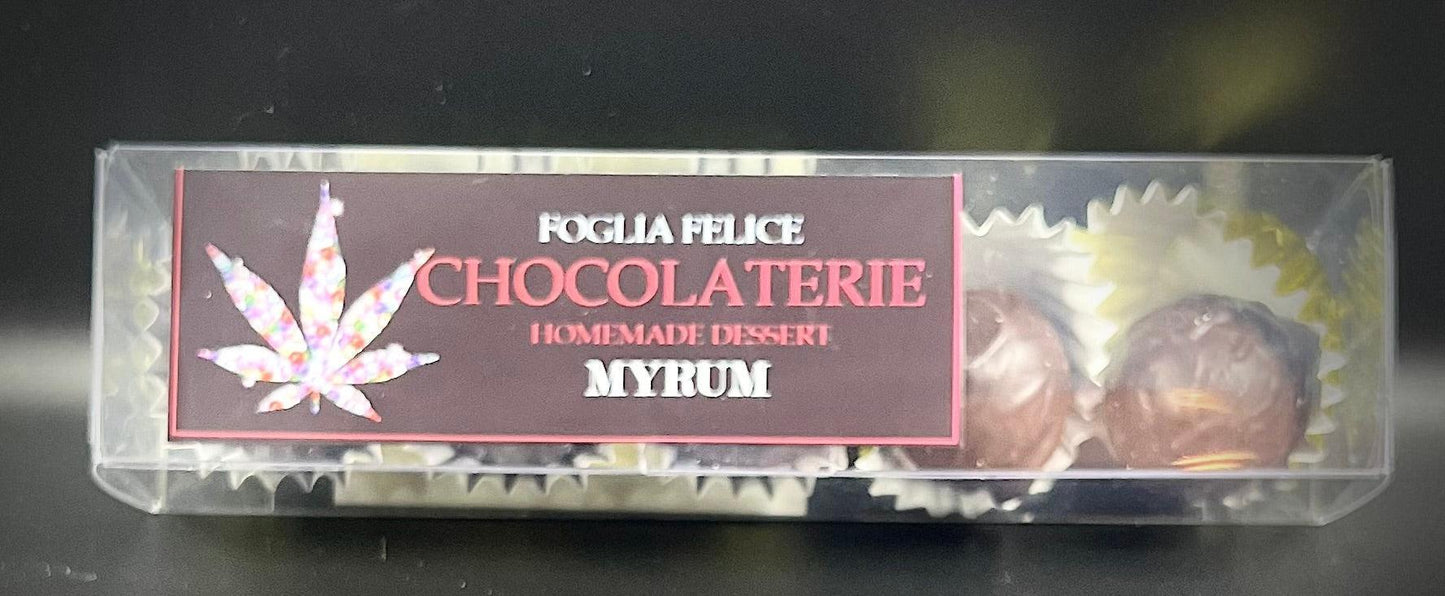 FOGLIA FELICE
CHOCOLATERIE
HOMEMADE DESSERT
MYRUM